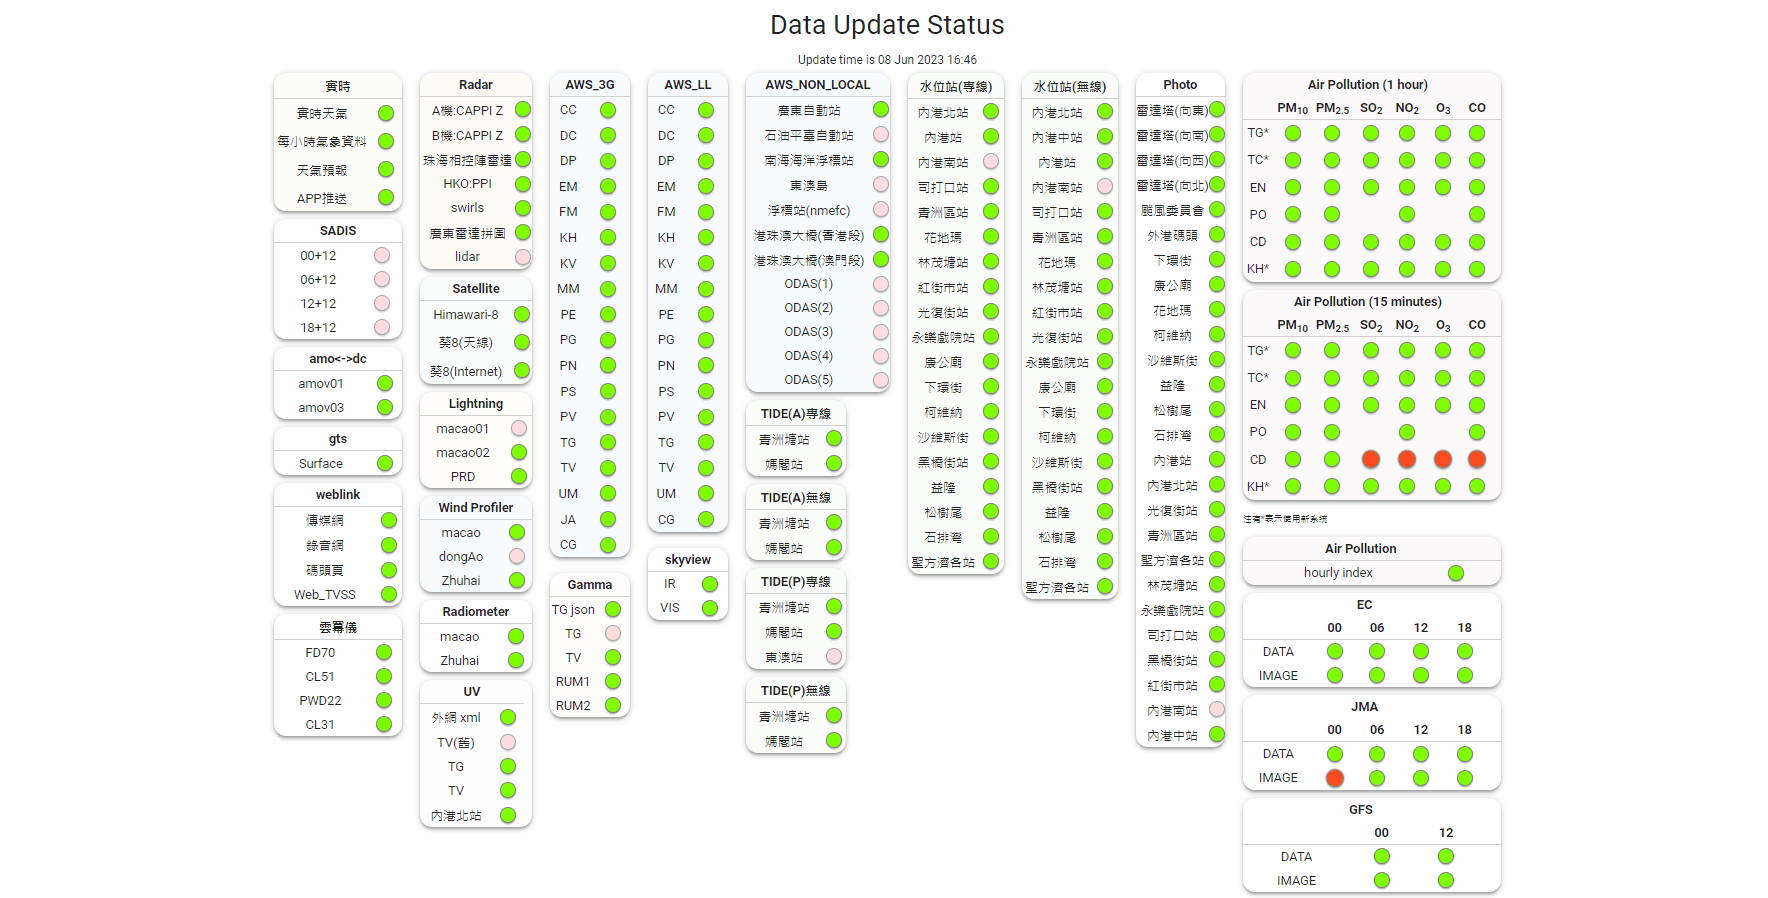 Data Update Status
Update time is 08 Jun 2023 16:46
實時
實時天氣
每小時氣象資料
天氣預報
APP推送
SADIS
00+12
06+12
12+12
18+12
amo<->dc
amov01
amov03
gts
Surface
weblink
傳媒網
錄音網
碼頭頁
Web_TVSS
雲冪儀
FD70
CL51
PWD22
CL31
Radar
A機:CAPPI Z
B機:CAPPI Z
珠海相控陣雷達
HKO:PPI
swirls
廣東雷達拼圖
lidar
Satellite
Himawari-8
葵8(天線)
葵8(Internet)
Lightning
macao01
macao02
PRD
Wind Profiler
macao
dongAo
Zhuhai
Radiometer
macao
Zhuhai
UV
外網 xml
TV(舊)
TG
TV
內港北站
AWS_3G
CC
DC
DP
EM
FM
KH
KV
MM
PE
PG
PN
PS
PV
TG
TV
UM
JA
CG
Gamma
TG json
TG
TV
RUM1
RUM2
AWS_LL
CC
DC
DP
EM
FM
KH
KV
MM
PE
PG
PN
PS
PV
TG
TV
UM
CG
skyview
IR
VIS
AWS_NON_LOCAL
廣東自動站
石油平臺自動站
南海海洋浮標站
東澳島
浮標站(nmefc)
港珠澳大橋(香港段)
港珠澳大橋(澳門段)
ODAS(1)
ODAS(2)
ODAS(3)
ODAS(4)
ODAS(5)
TIDE(A)專線
青洲塘站
媽閣站
TIDE(A)無線
青洲塘站
媽閣站
TIDE(P)專線
青洲塘站
媽閣站
東澳站
TIDE(P)無線
青洲塘站
媽閣站
水位站(專線)
內港北站
內港站
內港南站
司打口站
青洲區站
花地瑪
林茂塘站
紅街市站
光復街站
永樂戲院站
康公廟
下環街
柯維納
沙維斯街
黑橋街站
益隆
松樹尾
石排灣
聖方濟各站
水位站(無線)
內港北站
內港中站
內港站
內港南站
司打口站
青洲區站
花地瑪
林茂塘站
紅街市站
光復街站
永樂戲院站
康公廟
下環街
柯維納
沙維斯街
黑橋街站
益隆
松樹尾
石排灣
聖方濟各站
Photo
雷達塔(向東)
雷達塔(向南)
雷達塔(向西)
雷達塔(向北)
颱風委員會
外港碼頭
下環街
康公廟
花地瑪
柯維納
沙維斯街
益隆
松樹尾
石排灣
內港站
內港北站
光復街站
青洲區站
聖方濟各站
林茂塘站
永樂戲院站
司打口站
黑橋街站
紅街市站
內港南站
內港中站
Air Pollution (1 hour)
PM10 PM2.5 SO2 NO2 O3 CO
TG*
TC*
EN
PO
CD
KH*
Air Pollution (15 minutes)
PM10 PM2.5 SO2 NO2 O3 CO
TG*
TC*
EN
PO
CD
KH*
注有*表示使用新系統
Air Pollution
hourly index
EC
00 06 12 18
DATA
IMAGE
JMA
00 06 12 18
DATA
IMAGE
GFS
00 12
DATA
IMAGE